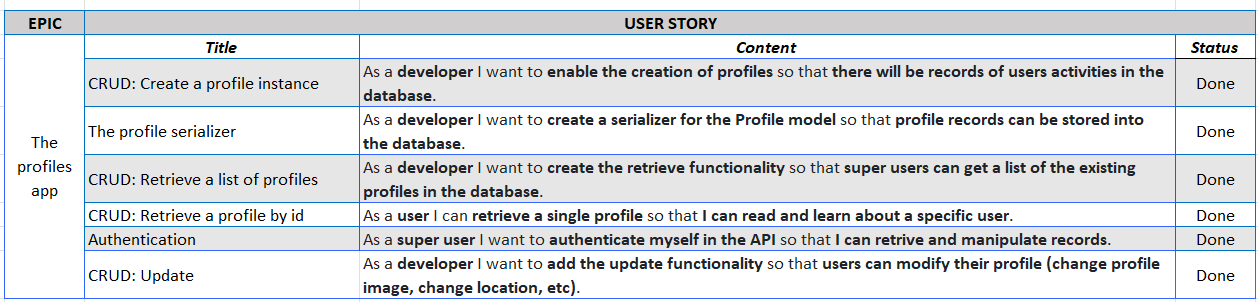 EPIC USER STORY
Title Content Status
The profiles app
CRUD: Create a profile instance
As a developer I want to enable the creation of profiles so that there will be records of users activities in the
database.
Done
The profile serializer
As a developer I want to create a serializer for the Profile model so that profile records can be stored into
the database.
Done
CRUD: Retrieve a list of profiles
As a developer I want to create the retrieve functionality so that super users can get a list of the existing
profiles in the database.
Done
CRUD: Retrieve a profile by id
As a user I can retrieve a single profile so that I can read and learn about a specific user.
Done
Authentication
As a super user I want to authenticate myself in the API so that I can retrive and manipulate records.
Done
CRUD: Update
As a developer I want to add the update functionality so that users can modify their profile (change profile
image, change location, etc).
Done